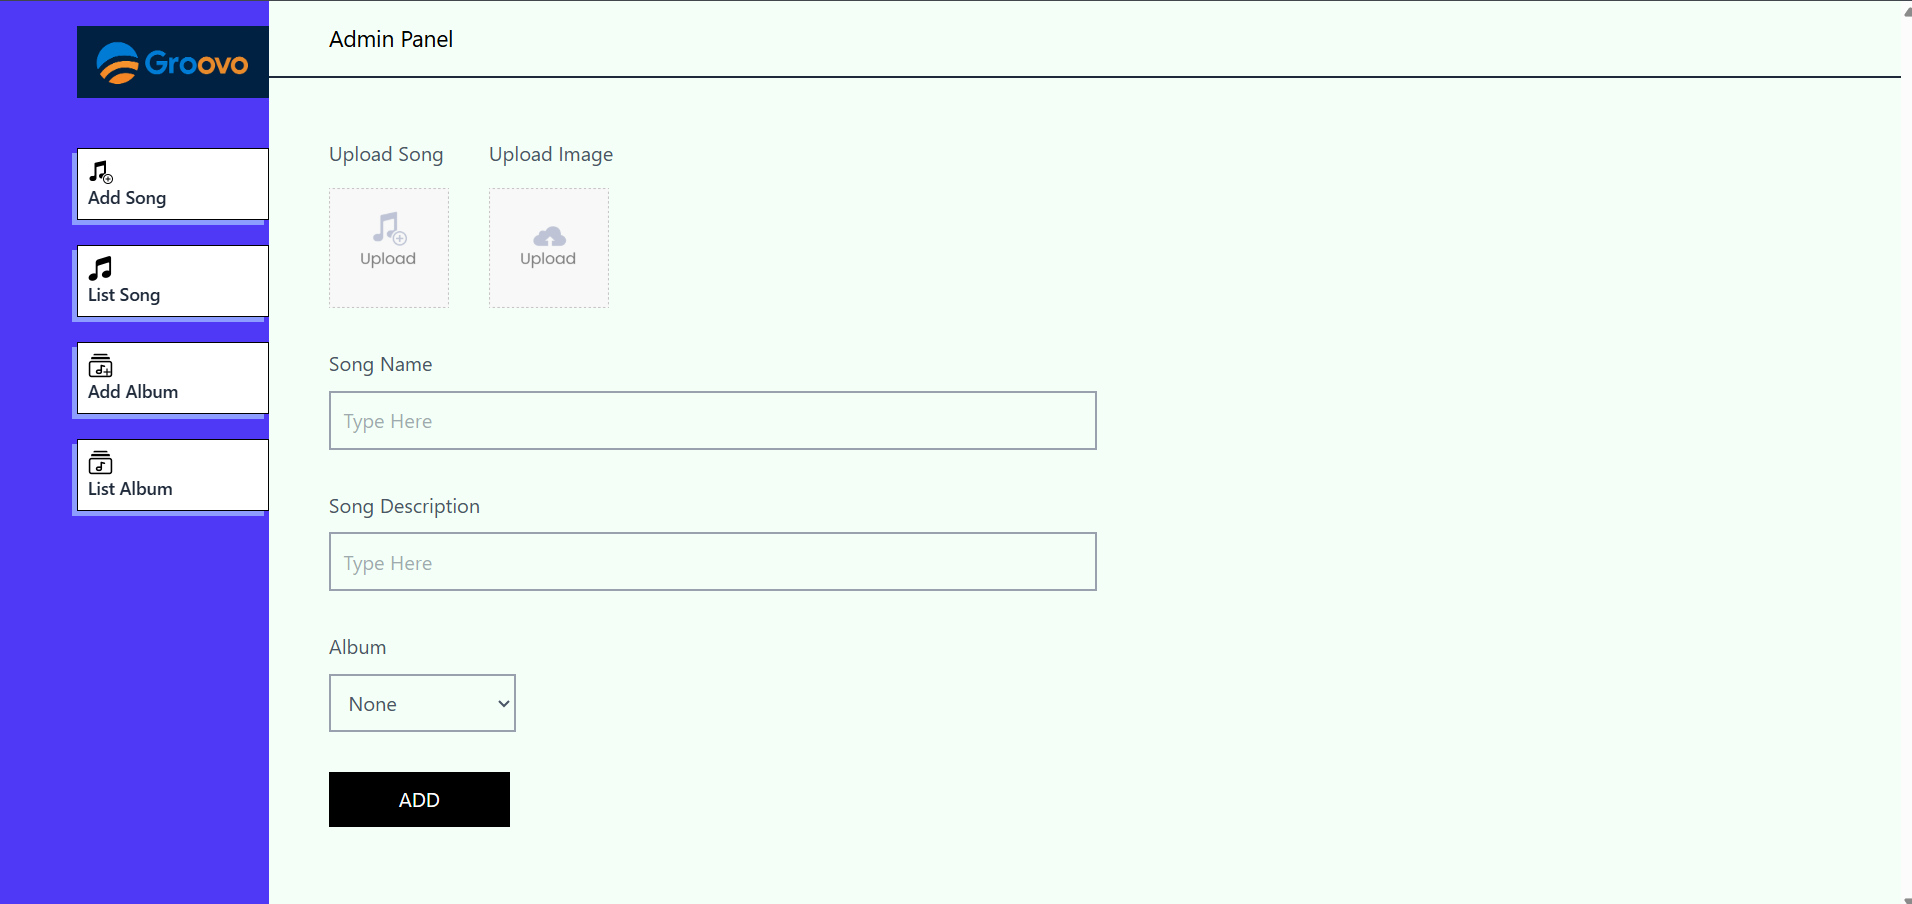 Groovo
Admin Panel
Add Song
List Song
Add Album
List Album
Upload Song
Upload Image
Upload
Upload
Song Name
Type Here
Song Description
Type Here
Album
None
ADD